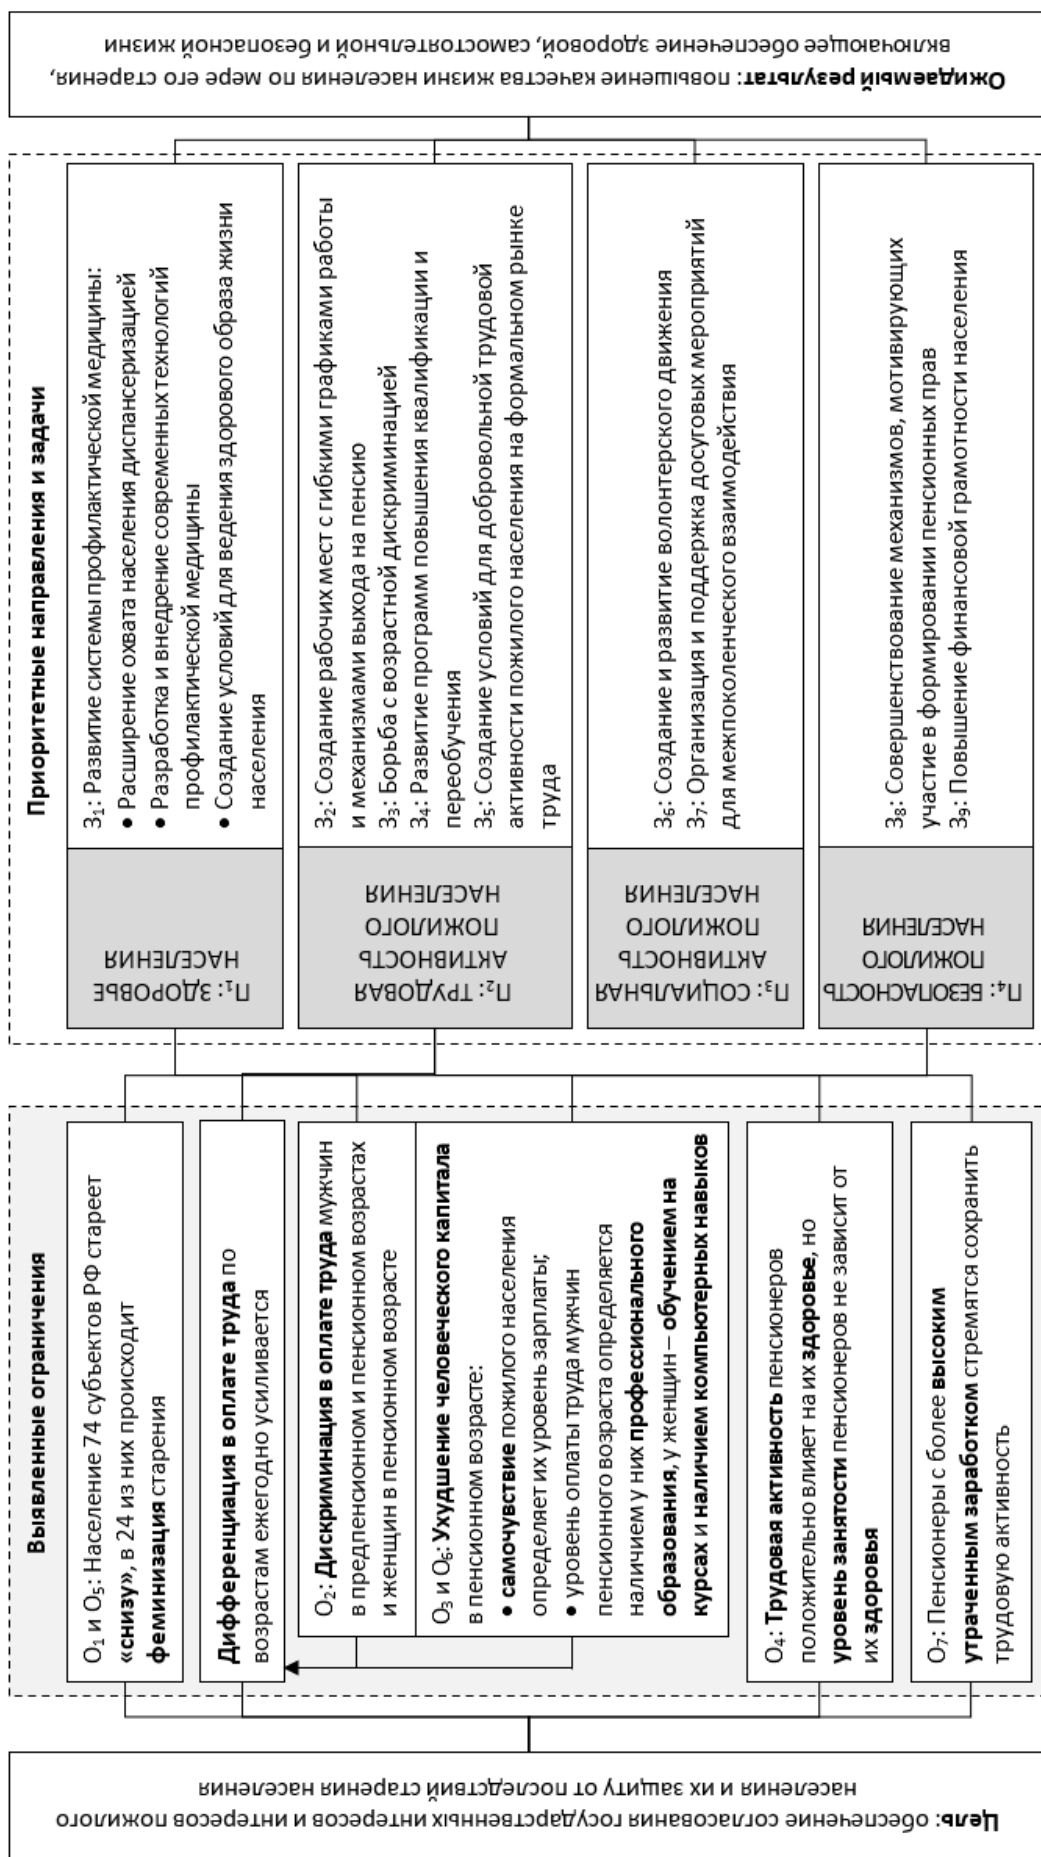 Цель: обеспечение согласования государственных интересов и интересов пожилого
населения и их защиту от последствий старения населения
Выявленные ограничения
О₁ и О₅: Население 74 субъектов РФ стареет
«снизу», в 24 из них происходит
феминизация старения
Дифференциация в оплате труда по
возрастам ежегодно усиливается
О₂: Дискриминация в оплате труда мужчин
в предпенсионном и пенсионном возрастах
и женщин в пенсионном возрасте
О₃ и О₆: Ухудшение человеческого капитала
в пенсионном возрасте:
• самочувствие пожилого населения
определяет их уровень зарплаты;
• уровень оплаты труда мужчин
пенсионного возраста определяется
наличием у них профессионального
образования, у женщин – обучением на
курсах и наличием компьютерных навыков
О₄: Трудовая активность пенсионеров
положительно влияет на их здоровье, но
уровень занятости пенсионеров не зависит от
их здоровья
О₇: Пенсионеры с более высоким
утраченным заработком стремятся сохранить
трудовую активность
Приоритетные направления и задачи
П₁: ЗДОРОВЬЕ
НАСЕЛЕНИЯ
З₁: Развитие системы профилактической медицины:
• Расширение охвата населения диспансеризацией
• Разработка и внедрение современных технологий
профилактической медицины
• Создание условий для ведения здорового образа жизни
населения
П₂: ТРУДОВАЯ
АКТИВНОСТЬ
ПОЖИЛОГО
НАСЕЛЕНИЯ
З₂: Создание рабочих мест с гибкими графиками работы
и механизмами выхода на пенсию
З₃: Борьба с возрастной дискриминацией
З₄: Развитие программ повышения квалификации и
переобучения
З₅: Создание условий для добровольной трудовой
активности пожилого населения на формальном рынке
труда
П₃: СОЦИАЛЬНАЯ
АКТИВНОСТЬ
ПОЖИЛОГО
НАСЕЛЕНИЯ
З₆: Создание и развитие волонтерского движения
З₇: Организация и поддержка досуговых мероприятий
для межпоколенческого взаимодействия
П₄: БЕЗОПАСНОСТЬ
ПОЖИЛОГО
НАСЕЛЕНИЯ
З₈: Совершенствование механизмов, мотивирующих
участие в формировании пенсионных прав
З₉: Повышение финансовой грамотности населения
Ожидаемый результат: повышение качества жизни населения по мере его старения,
включающее обеспечение здоровой, самостоятельной и безопасной жизни